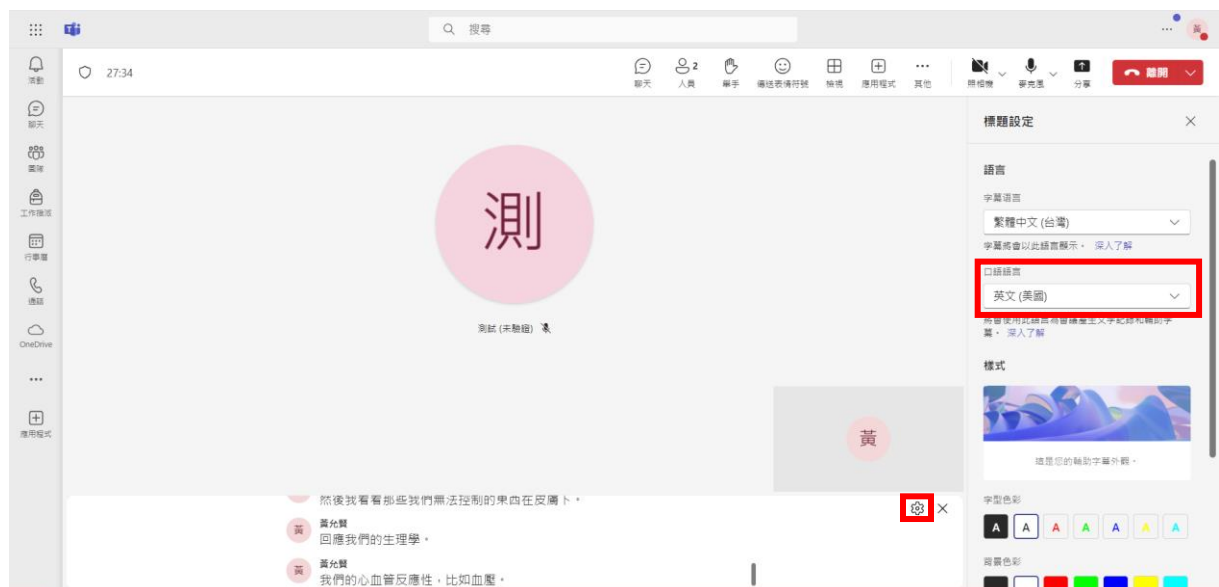 搜尋
黃
活動
27:34
聊天
人員 2
舉手
傳送表情符號
檢視
應用程式
其他
照相機
麥克風
分享
離開
聊天
團隊
行事曆
通話
OneDrive
應用程式
測
測試 (未驗證)
黃
然後我看看那些我們無法控制的東西在皮膚下。
黃 黃允賢
回應我們的生理學。
黃 黃允賢
我們的心血管反應性，比如血壓。
標題設定
語言
字幕语言
繁體中文 (台灣)
字幕將會以此語言顯示。 深入了解
口語語言
英文 (美國)
將會使用此語言為會議產生文字記錄和輔助字
幕。 深入了解
樣式
這是您的輔助字幕外觀。
字型色彩
A A A A A A A
背景色彩